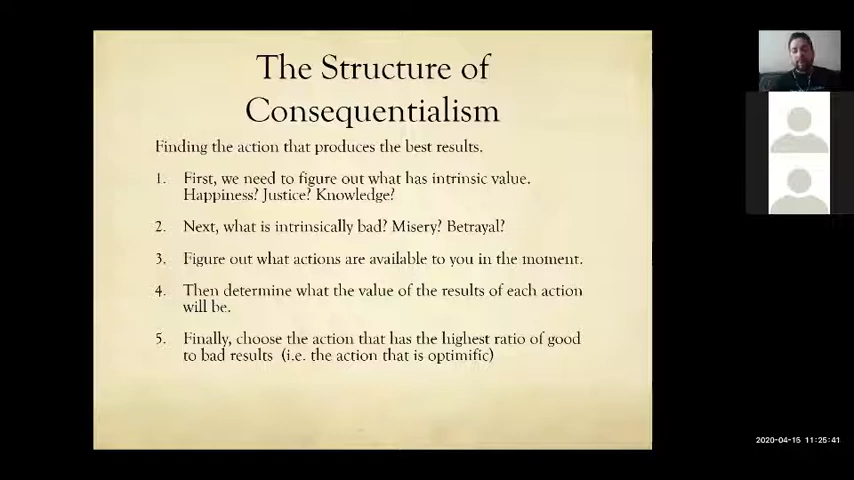 The Structure of
Consequentialism
Finding the action that produces the best results.
1. First, we need to figure out what has intrinsic value.
Happiness? Justice? Knowledge?
2. Next, what is intrinsically bad? Misery? Betrayal?
3. Figure out what actions are available to you in the moment.
4. Then determine what the value of the results of each action
will be.
5. Finally, choose the action that has the highest ratio of good
to bad results (i.e. the action that is optimific)
2020-04-15 11:25:41